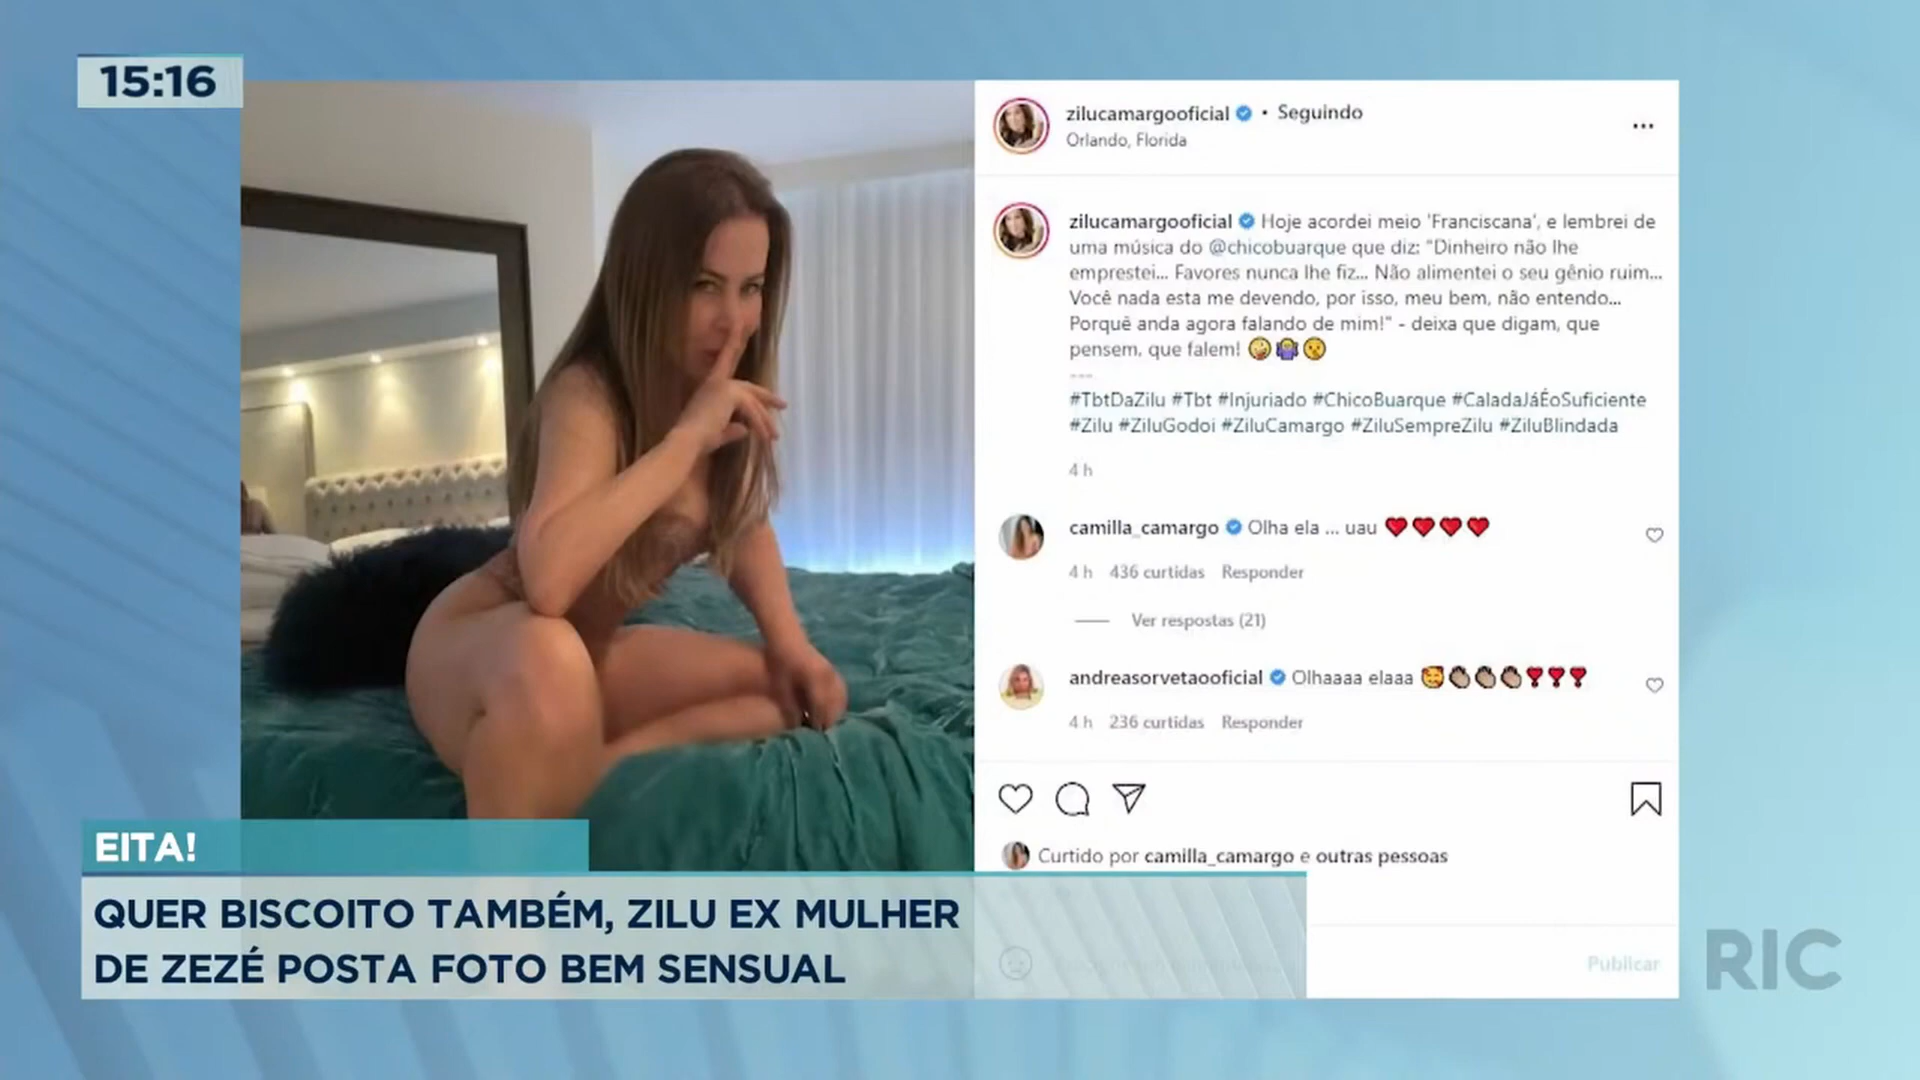 15:16
zilucamargooficial • Seguindo
Orlando, Florida
zilucamargooficial Hoje acordei meio 'Franciscana', e lembrei de
uma música do @chicobuarque que diz: "Dinheiro não lhe
emprestei... Favores nunca lhe fiz... Não alimentei o seu gênio ruim...
Você nada esta me devendo, por isso, meu bem, não entendo...
Porquê anda agora falando de mim!" - deixa que digam, que
pensem, que falem! 🤪🤷‍♀️🤫
---
#TbtDaZilu #Tbt #Injuriado #ChicoBuarque #CaladaJáÉoSuficiente
#Zilu #ZiluGodoi #ZiluCamargo #ZiluSempreZilu #ZiluBlindada
4 h
camilla_camargo Olha ela ... uau ❤️❤️❤️❤️
4 h 436 curtidas Responder
Ver respostas (21)
andreasorvetaooficial Olhaaaa elaaa 🥰👏🏼👏🏼👏🏼❣️❣️❣️
4 h 236 curtidas Responder
Curtido por camilla_camargo e outras pessoas
Publicar
EITA!
QUER BISCOITO TAMBÉM, ZILU EX MULHER
DE ZEZÉ POSTA FOTO BEM SENSUAL
RIC